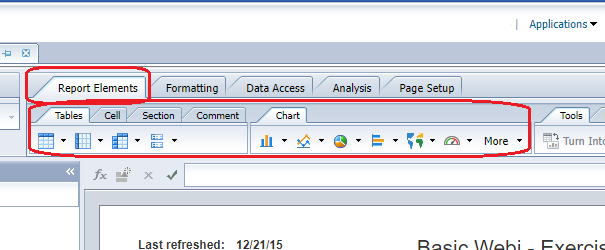 Applications
Report Elements Formatting Data Access Analysis Page Setup
Tables Cell Section Comment Chart Tools
More Turn Into
Last refreshed: 12/21/15 Basic Webi - Exercis